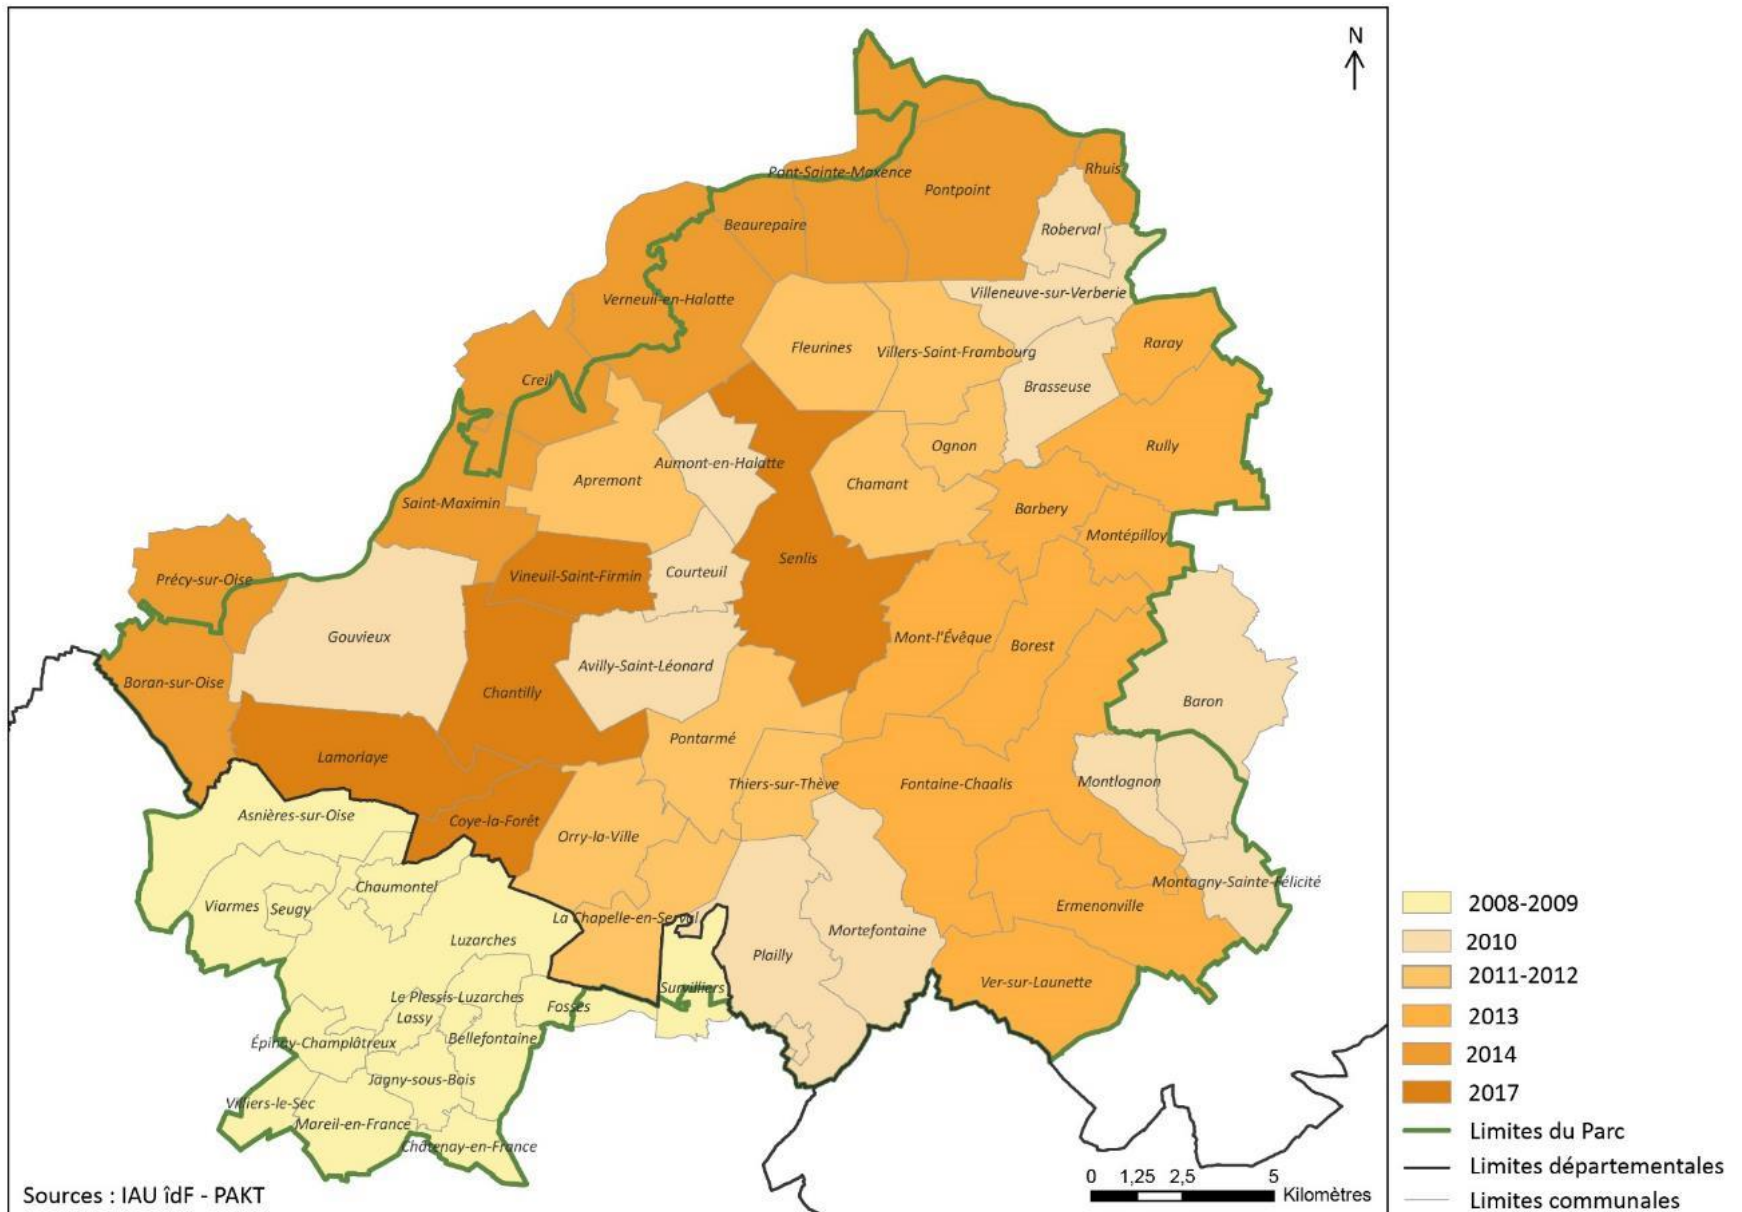 N
Pont-Sainte-Maxence
Rhuis
Pontpoint
Beaurepaire
Roberval
Villeneuve-sur-Verberie
Verneuil-en-Halatte
Raray
Fleurines
Villers-Saint-Frambourg
Creil
Brasseuse
Ognon
Rully
Aumont-en-Halatte
Apremont
Chamant
Saint-Maximin
Barbery
Montépilloy
Senlis
Courteuil
Vineuil-Saint-Firmin
Précy-sur-Oise
Gouvieux
Mont-l'Évêque
Borest
Avilly-Saint-Léonard
Boran-sur-Oise
Chantilly
Baron
Pontarmé
Lamorlaye
Thiers-sur-Thève
Fontaine-Chaalis
Montlognon
Asnières-sur-Oise
Coye-la-Forêt
Orry-la-Ville
Montagny-Sainte-Félicité
Chaumontel
Viarmes
Seugy
Ermenonville
La Chapelle-en-Serval
Mortefontaine
Luzarches
Plailly
Ver-sur-Launette
Survilliers
Le Plessis-Luzarches
Fosses
Lassy
Bellefontaine
Épinay-Champlâtreux
Jagny-sous-Bois
Villiers-le-Sec
Mareil-en-France
Châtenay-en-France
Sources : IAU îdF - PAKT
0 1,25 2,5 5
Kilomètres
2008-2009
2010
2011-2012
2013
2014
2017
Limites du Parc
Limites départementales
Limites communales